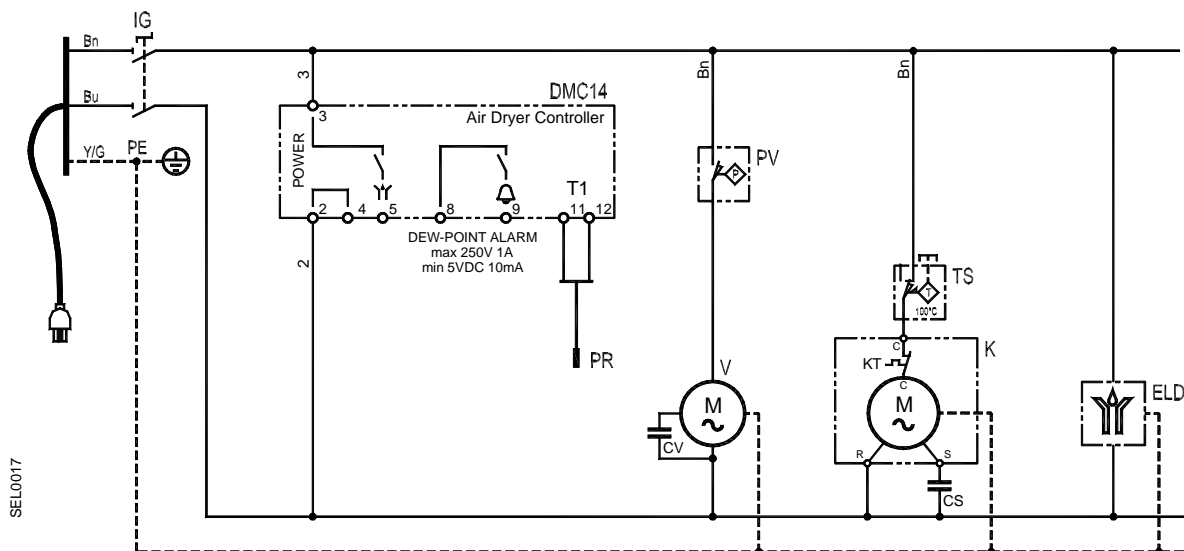 IG
Bn
Bu
Y/G
PE
3
DMC14
3
Air Dryer Controller
POWER
T1
2
4
5
8
9
11
12
DEW-POINT ALARM
max 250V 1A
min 5VDC 10mA
2
PR
Bn
PV
P
V
M
CV
Bn
TS
T
100°C
C
K
KT
C
M
R
S
CS
ELD
SEL0017